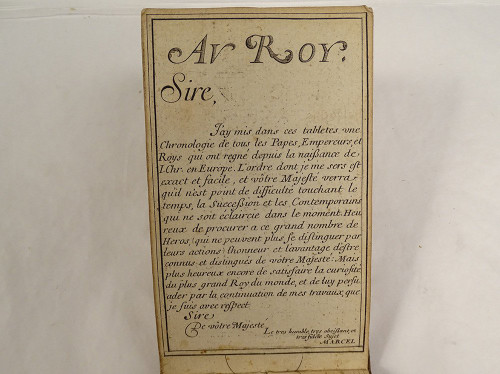 AV ROY.
Sire,
J'ay mis dans ces tabletes vne
Chronologie de tous les Papes, Empereurs, et
Roys qui ont regné depuis la naissance de
I.Chr. en Europe. L'ordre dont je me sers est
exact et facile, et vôtre Majesté verra
qu'il n'est point de difficulté touchant le
temps, la Succession et les Contemporains
qui ne soit éclaircie dans le moment. Heu
reux de procurer a ce grand nombre de
Heros, (qui ne peuvent plus se distinguer par
leurs actions) l'honneur et l'avantage d'estre
connus et distingués de vôtre Majesté: Mais
plus heureux encore de satisfaire la curiosité
du plus grand Roy du monde, et de luy persu
ader par la continuation de mes travaux, que
je suis avec respect
Sire
De vôtre Majesté,
Le tres humble, tres obeissant, et
tres fidele Sujet
MARCEL